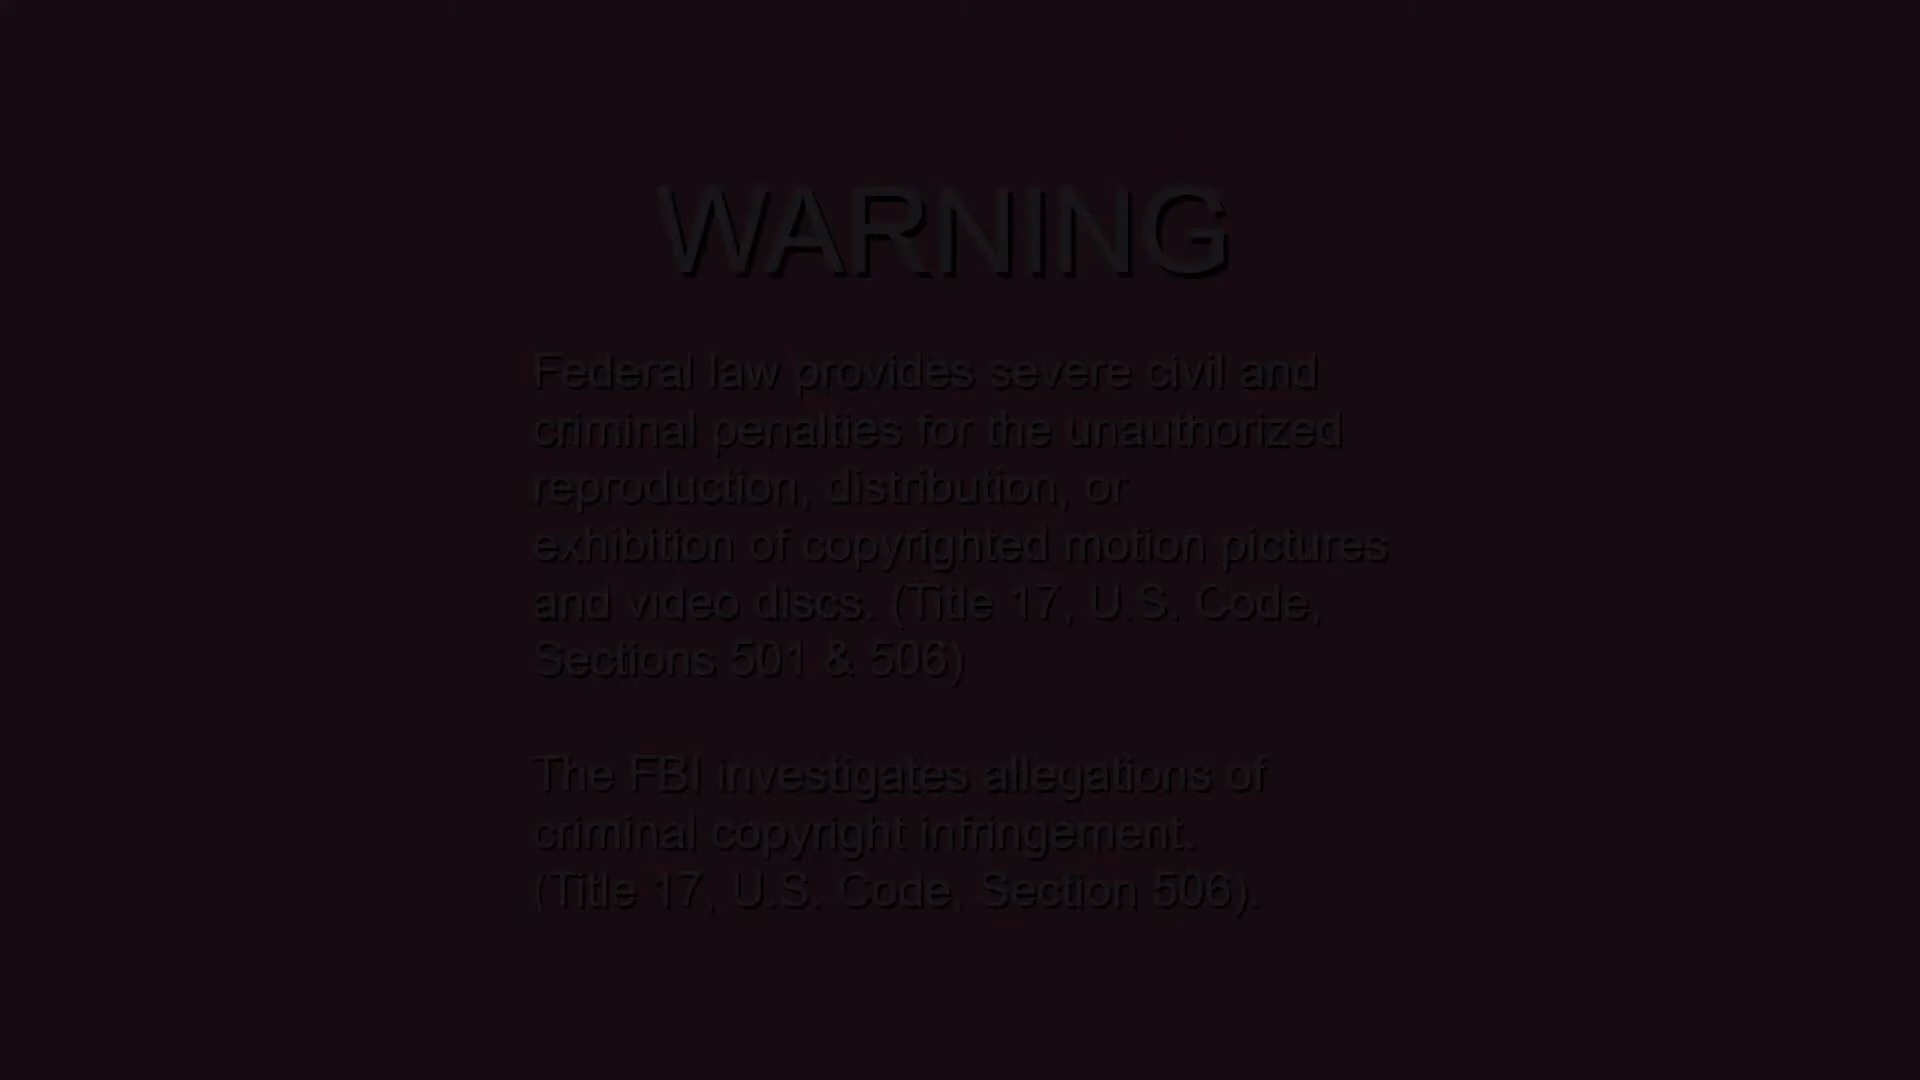 WARNING
Federal law provides severe civil and
criminal penalties for the unauthorized
reproduction, distribution, or
exhibition of copyrighted motion pictures
and video discs. (Title 17, U.S. Code,
Sections 501 & 506)
The FBI investigates allegations of
criminal copyright infringement.
(Title 17, U.S. Code, Section 506).